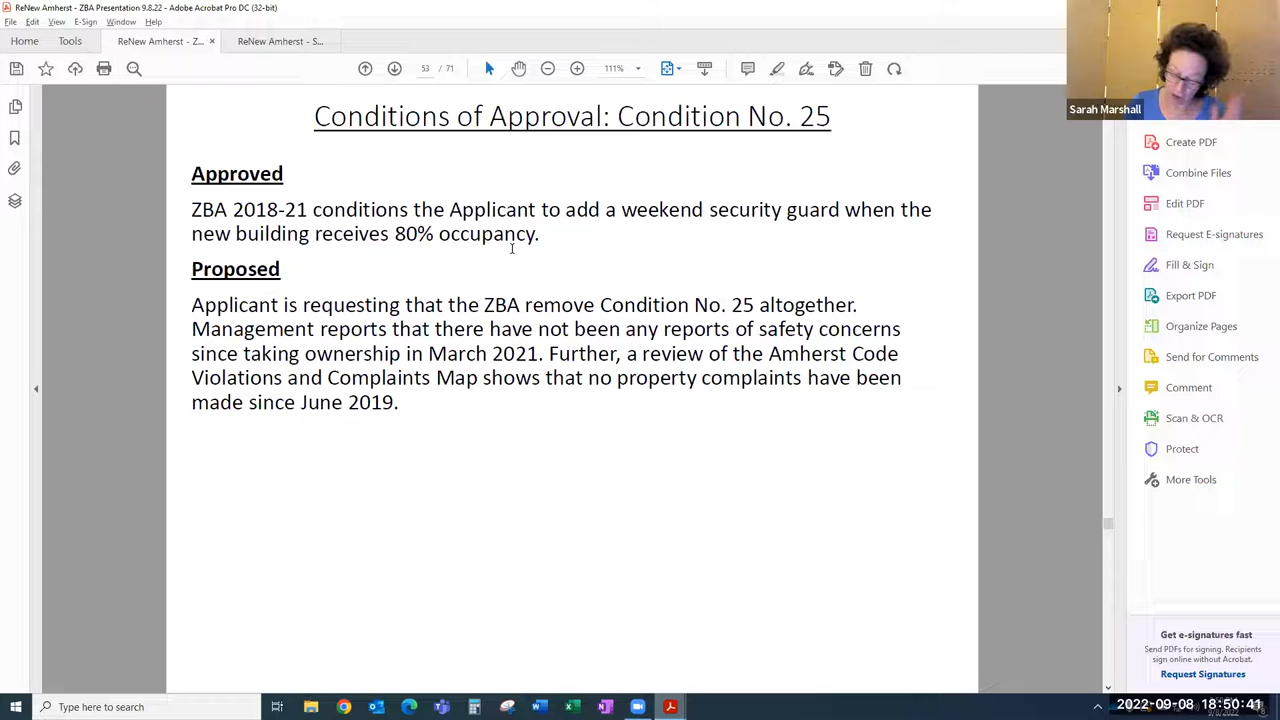 ReNew Amherst - ZBA Presentation 9.8.22 - Adobe Acrobat Pro DC (32-bit)
File Edit View E-Sign Window Help
Home Tools ReNew Amherst - Z... × ReNew Amherst - S...
53 / 71 111%
Sarah Marshall
Conditions of Approval: Condition No. 25
Approved
ZBA 2018-21 conditions the Applicant to add a weekend security guard when the
new building receives 80% occupancy.
Proposed
Applicant is requesting that the ZBA remove Condition No. 25 altogether.
Management reports that there have not been any reports of safety concerns
since taking ownership in March 2021. Further, a review of the Amherst Code
Violations and Complaints Map shows that no property complaints have been
made since June 2019.
Create PDF
Combine Files
Edit PDF
Request E-signatures
Fill & Sign
Export PDF
Organize Pages
Send for Comments
Comment
Scan & OCR
Protect
More Tools
Get e-signatures fast
Send PDFs for signing. Recipients
sign online without Acrobat.
Request Signatures
Type here to search
2022-09-08 18:50:41